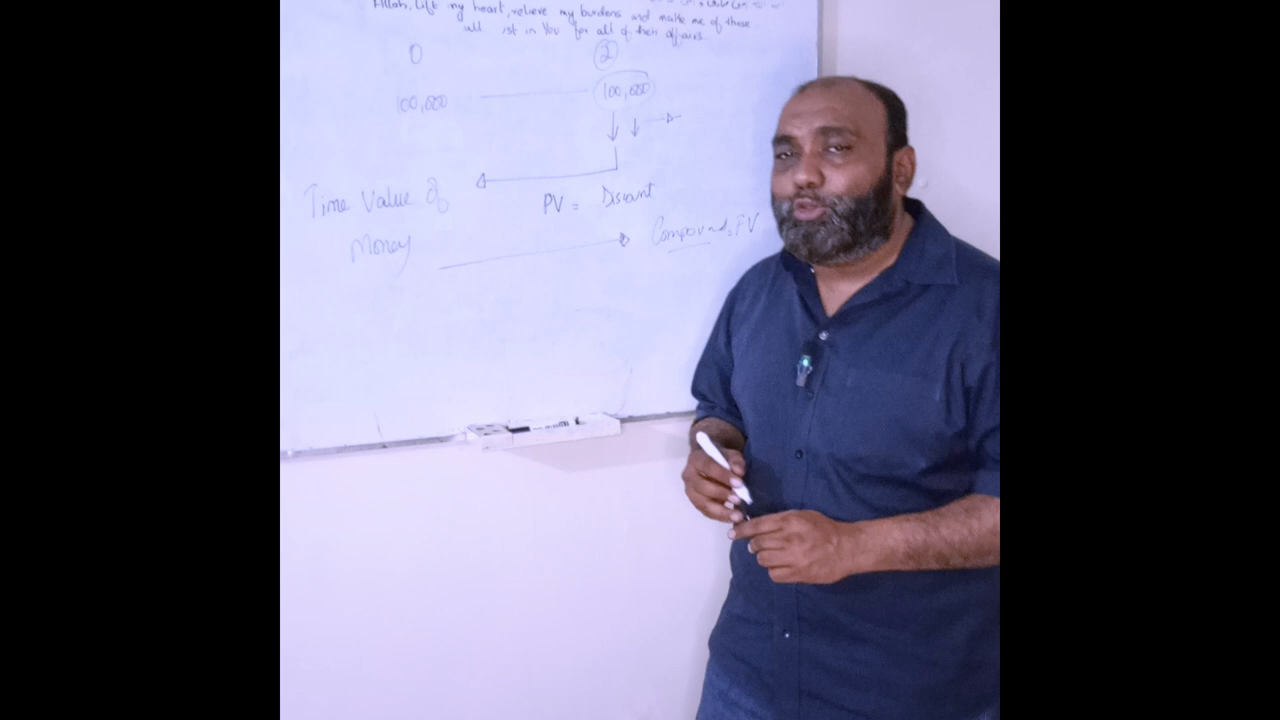 Allah, Lift my heart, relieve my burdens and make me of those
in You for all of their affairs.
0 2
100,000 100,000
Time Value of
Money
PV = Discount
Compound = FV